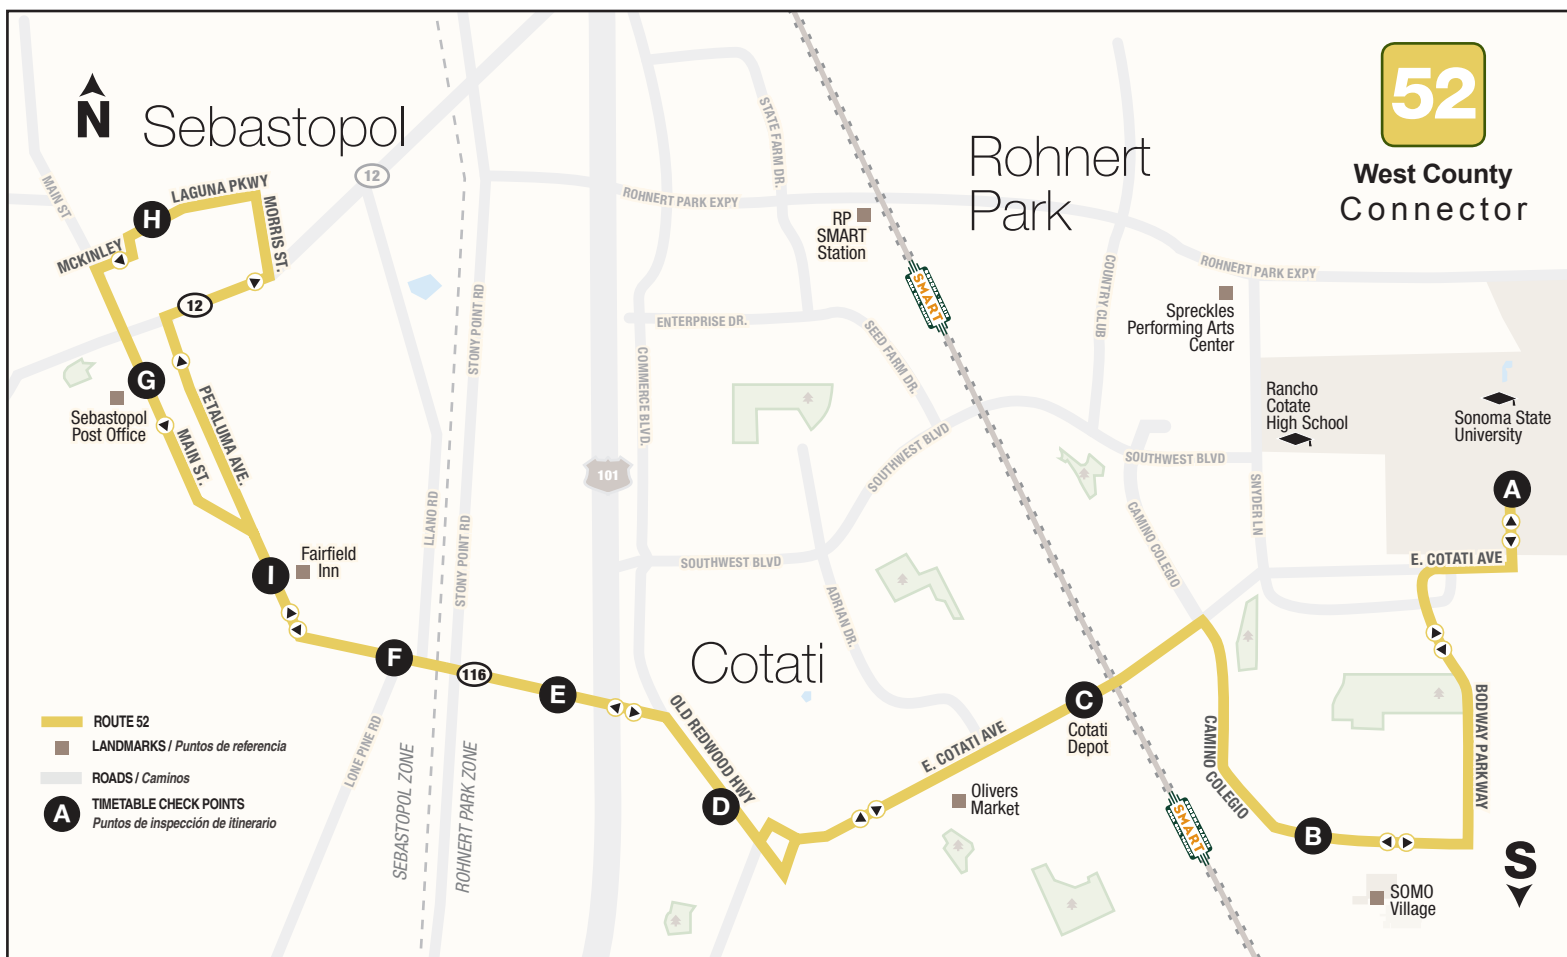 N
Sebastopol
Rohnert
Park
52
West County
Connector
MAIN ST
LAGUNA PKWY
H
MCKINLEY
MORRIS ST.
12
12
G
Sebastopol
Post Office
MAIN ST.
PETALUMA AVE.
I
Fairfield
Inn
F
116
E
LLANO RD
STONY POINT RD
STONY POINT RD
LONE PINE RD
SEBASTOPOL ZONE
ROHNERT PARK ZONE
101
COMMERCE BLVD.
STATE FARM DR.
ROHNERT PARK EXPY
RP
SMART
Station
SMART
ENTERPRISE DR.
SEED FARM DR.
SOUTHWEST BLVD
SOUTHWEST BLVD
ADRIAN DR.
COUNTRY CLUB
ROHNERT PARK EXPY
Spreckles
Performing Arts
Center
Rancho
Cotate
High School
Sonoma State
University
SOUTHWEST BLVD
SNYDER LN
CAMINO COLEGIO
A
E. COTATI AVE
Cotati
OLD REDWOOD HWY
D
E. COTATI AVE
C
Cotati
Depot
Olivers
Market
CAMINO COLEGIO
SMART
B
BODWAY PARKWAY
SOMO
Village
S
ROUTE 52
LANDMARKS / Puntos de referencia
ROADS / Caminos
A
TIMETABLE CHECK POINTS
Puntos de inspección de itinerario